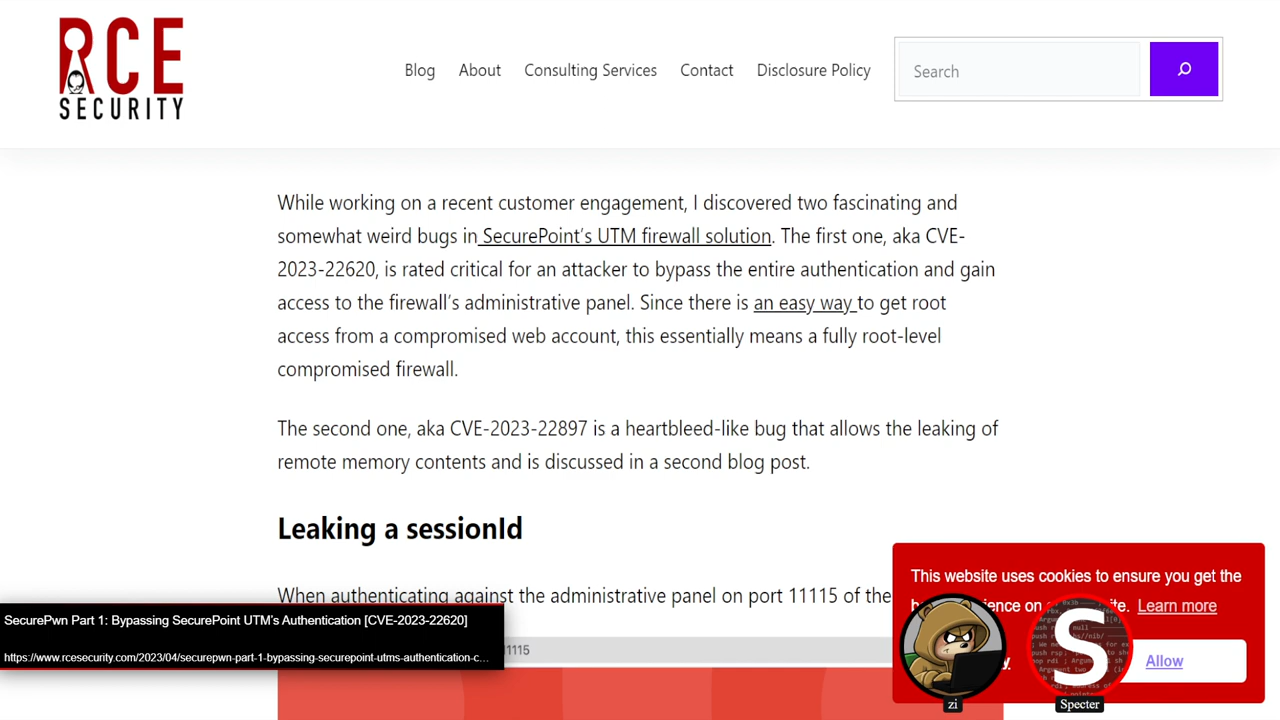 RCE
SECURITY
Blog
About
Consulting Services
Contact
Disclosure Policy
Search
While working on a recent customer engagement, I discovered two fascinating and
somewhat weird bugs in SecurePoint's UTM firewall solution. The first one, aka CVE-
2023-22620, is rated critical for an attacker to bypass the entire authentication and gain
access to the firewall's administrative panel. Since there is an easy way to get root
access from a compromised web account, this essentially means a fully root-level
compromised firewall.
The second one, aka CVE-2023-22897 is a heartbleed-like bug that allows the leaking of
remote memory contents and is discussed in a second blog post.
Leaking a sessionId
When authenticating against the administrative panel on port 11115 of the
This website uses cookies to ensure you get the
Learn more
Allow
SecurePwn Part 1: Bypassing SecurePoint UTM's Authentication [CVE-2023-22620]
https://www.rcesecurity.com/2023/04/securepwn-part-1-bypassing-securepoint-utms-authentication-c...
11115
S
zi
Specter